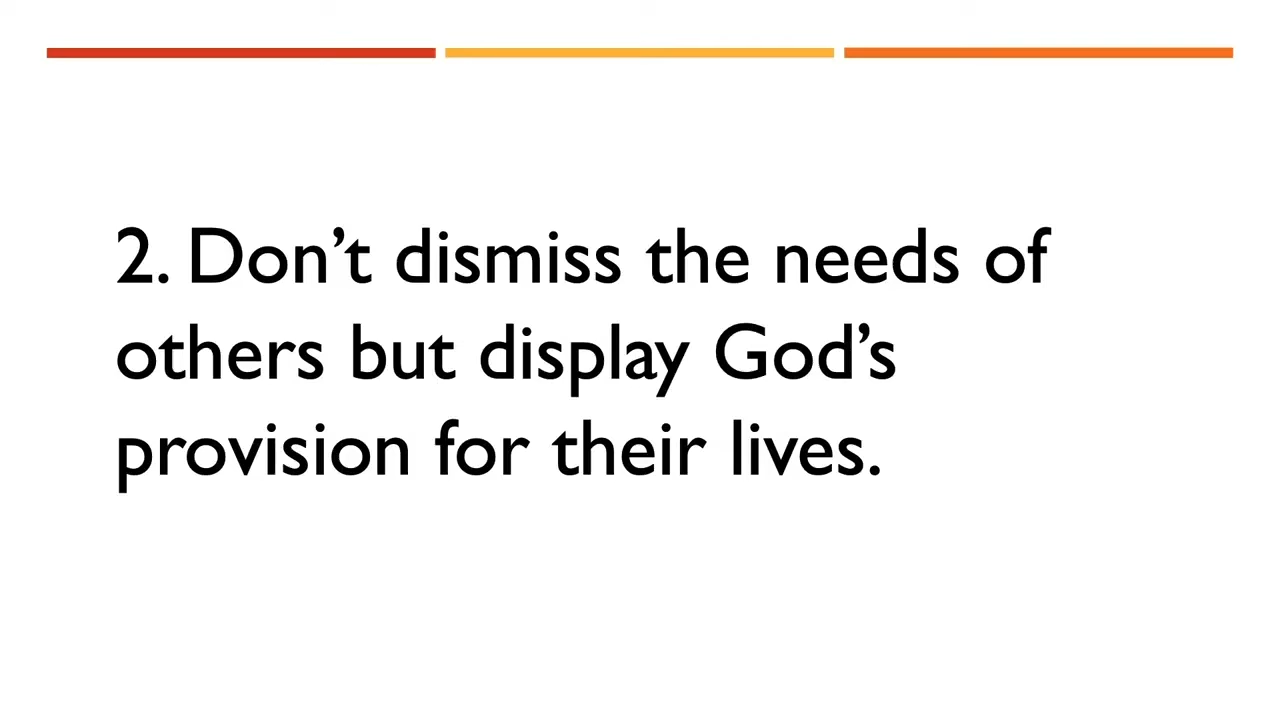 2. Don’t dismiss the needs of
others but display God’s
provision for their lives.